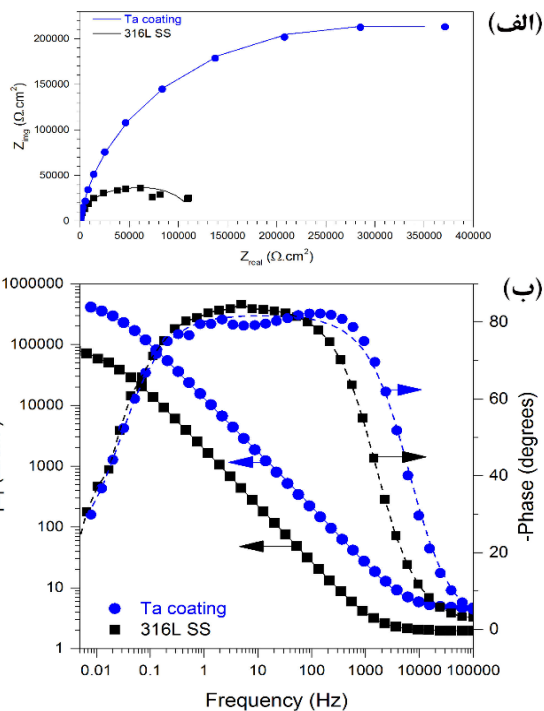 (الف)
Ta coating
316L SS
200000
150000
100000
50000
0
Z_img (Ω.cm²)
0 50000 100000 150000 200000 250000 300000 350000 400000
Z_real (Ω.cm²)
(ب)
1000000
100000
10000
1000
100
10
1
80
60
40
20
0
-Phase (degrees)
Ta coating
316L SS
0.01 0.1 1 10 100 1000 10000 100000
Frequency (Hz)